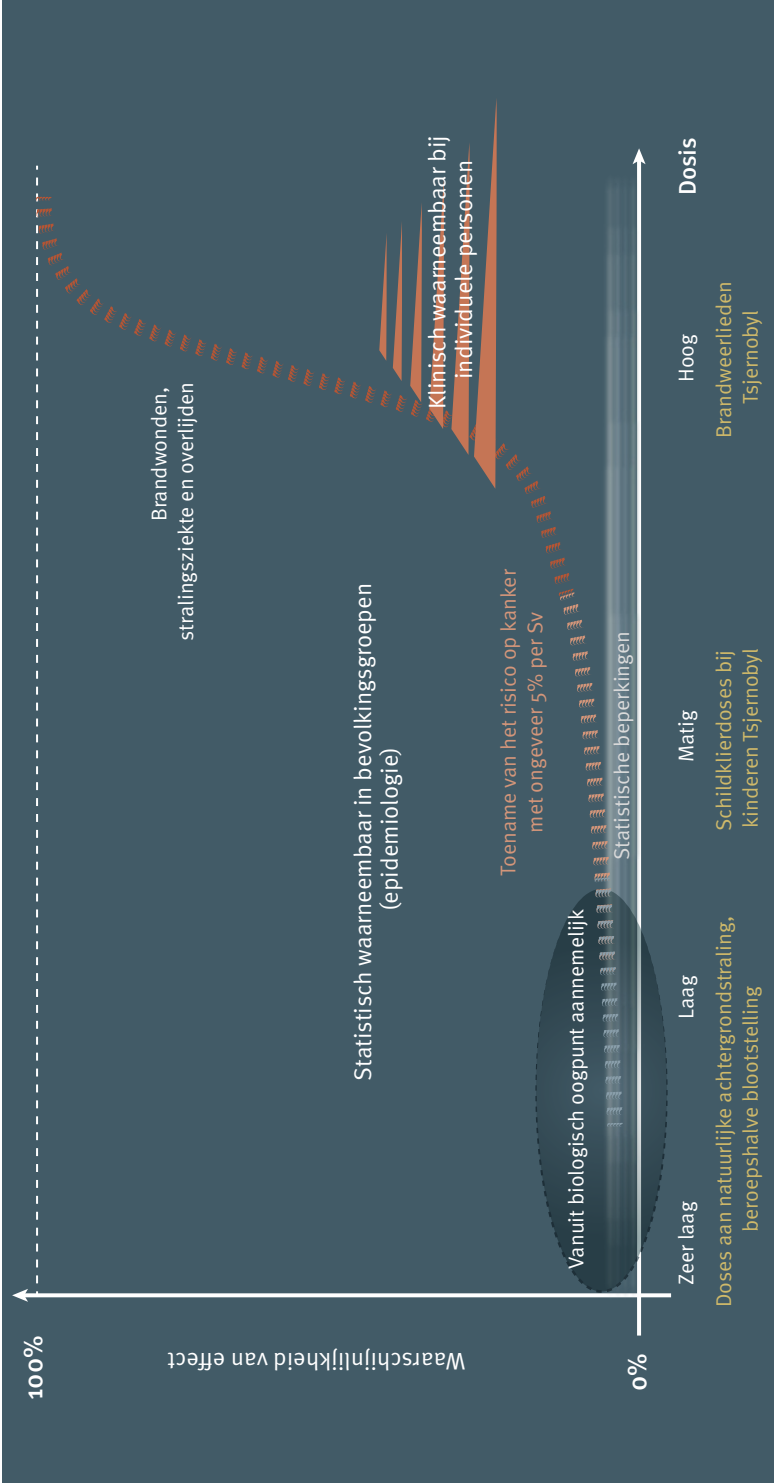 100%
Waarschijnlijkheid van effect
0%
Brandwonden,
stralingsziekte en overlijden
Statistisch waarneembaar in bevolkingsgroepen
(epidemiologie)
Klinisch waarneembaar bij
individuele personen
Toename van het risico op kanker
met ongeveer 5% per Sv
Vanuit biologisch oogpunt aannemelijk
Statistische beperkingen
Zeer laag
Laag
Matig
Hoog
Dosis
Doses aan natuurlijke achtergrondstraling,
beroepshalve blootstelling
Schildklierdoses bij
kinderen Tsjernobyl
Brandweerlieden
Tsjernobyl